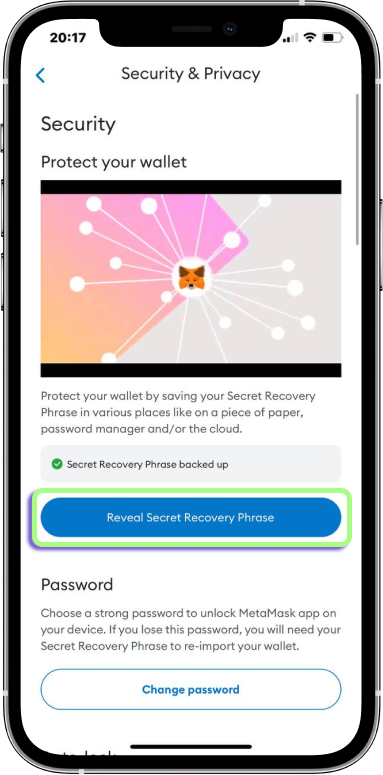 20:17
Security & Privacy
Security
Protect your wallet
Protect your wallet by saving your Secret Recovery
Phrase in various places like on a piece of paper,
password manager and/or the cloud.
Secret Recovery Phrase backed up
Reveal Secret Recovery Phrase
Password
Choose a strong password to unlock MetaMask app on
your device. If you lose this password, you will need your
Secret Recovery Phrase to re-import your wallet.
Change password